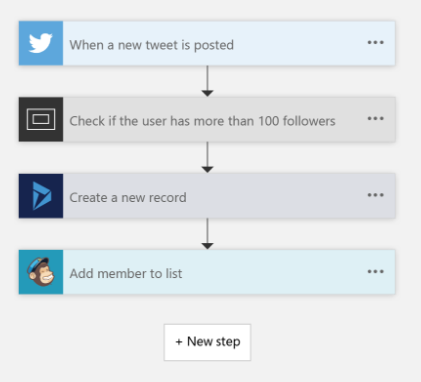 When a new tweet is posted
Check if the user has more than 100 followers
Create a new record
Add member to list
+ New step